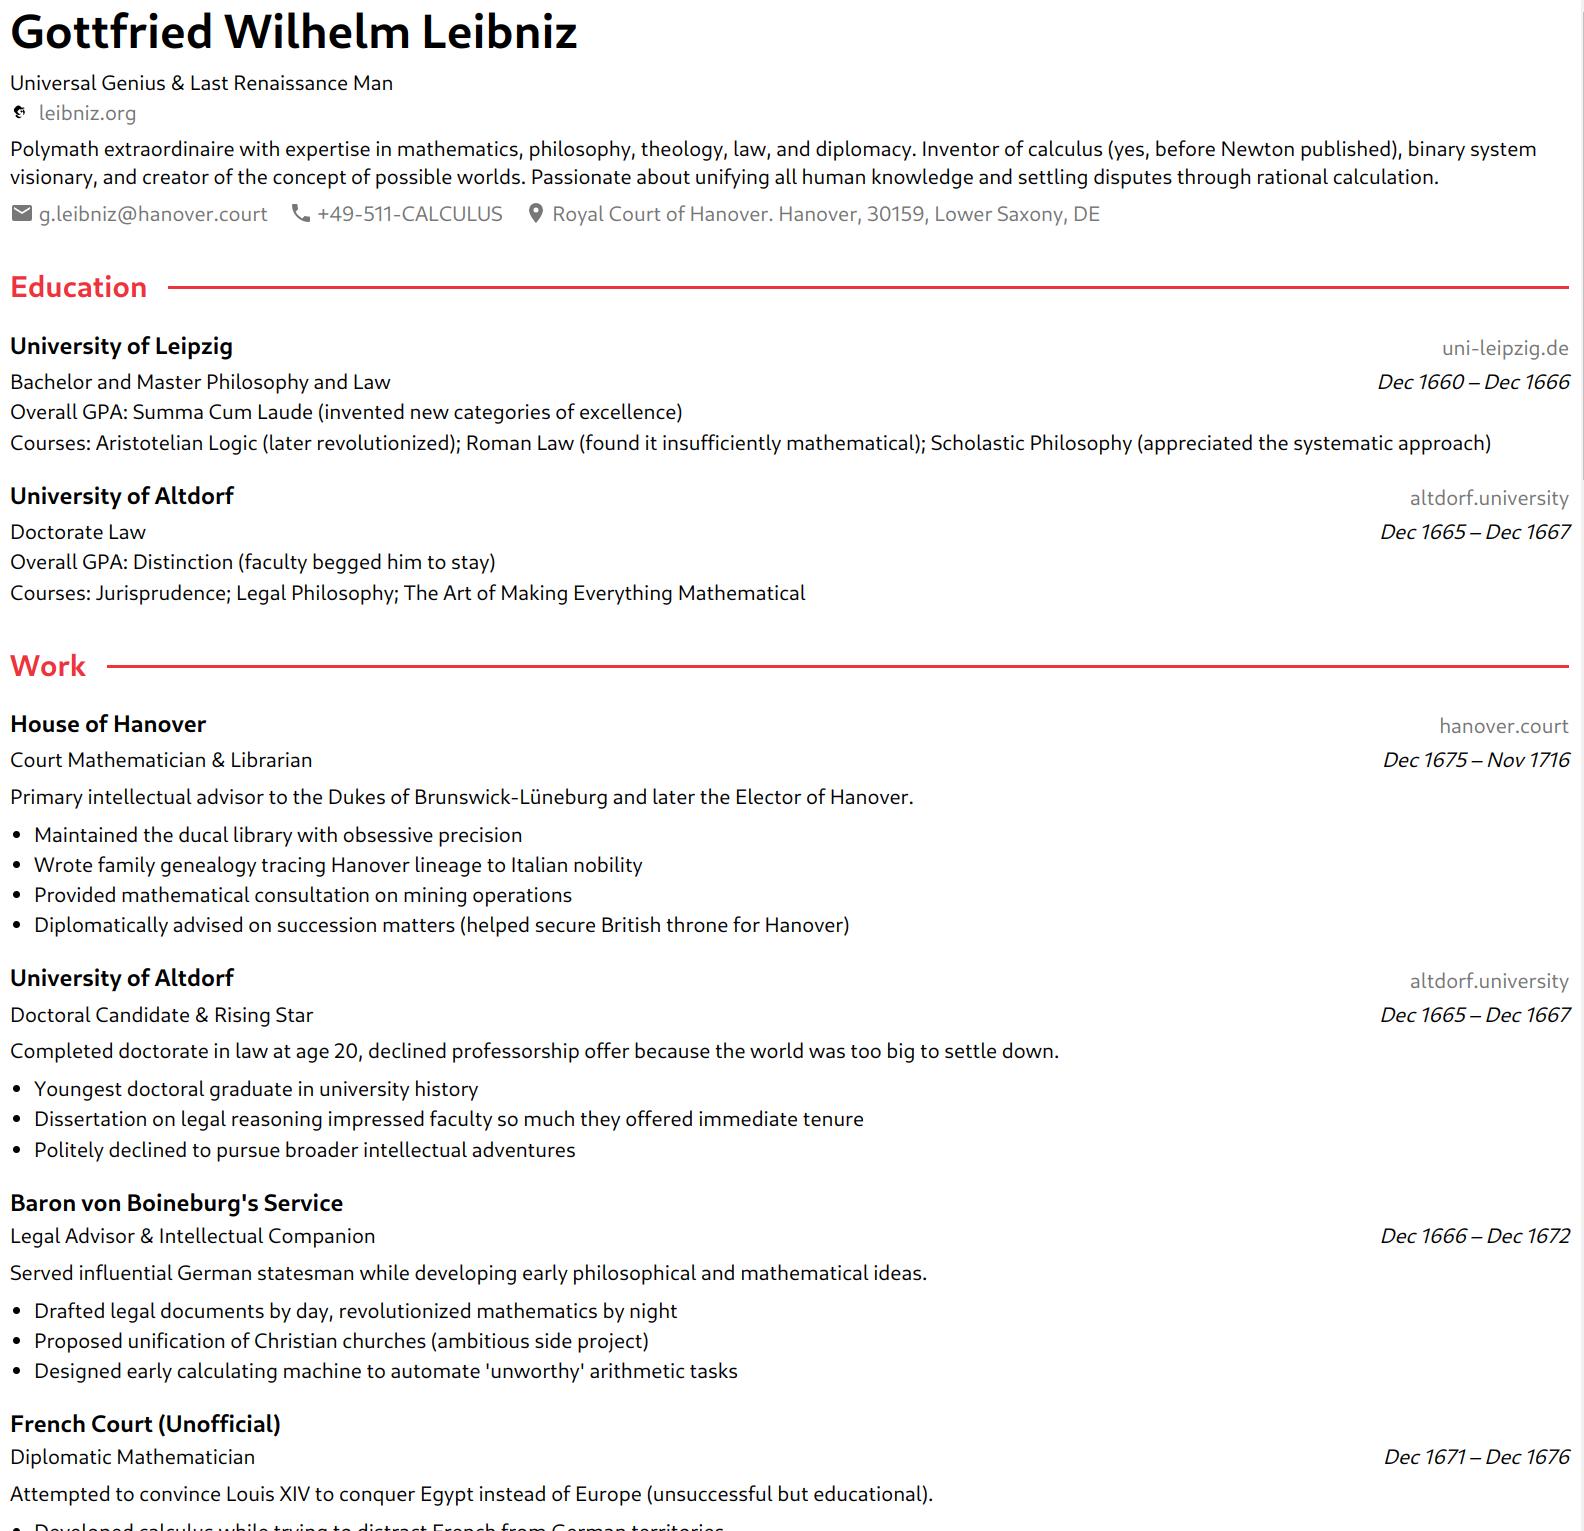 Gottfried Wilhelm Leibniz
Universal Genius & Last Renaissance Man
leibniz.org
Polymath extraordinaire with expertise in mathematics, philosophy, theology, law, and diplomacy. Inventor of calculus (yes, before Newton published), binary system
visionary, and creator of the concept of possible worlds. Passionate about unifying all human knowledge and settling disputes through rational calculation.
g.leibniz@hanover.court +49-511-CALCULUS Royal Court of Hanover. Hanover, 30159, Lower Saxony, DE
Education
University of Leipzig uni-leipzig.de
Bachelor and Master Philosophy and Law Dec 1660 – Dec 1666
Overall GPA: Summa Cum Laude (invented new categories of excellence)
Courses: Aristotelian Logic (later revolutionized); Roman Law (found it insufficiently mathematical); Scholastic Philosophy (appreciated the systematic approach)
University of Altdorf altdorf.university
Doctorate Law Dec 1665 – Dec 1667
Overall GPA: Distinction (faculty begged him to stay)
Courses: Jurisprudence; Legal Philosophy; The Art of Making Everything Mathematical
Work
House of Hanover hanover.court
Court Mathematician & Librarian Dec 1675 – Nov 1716
Primary intellectual advisor to the Dukes of Brunswick-Lüneburg and later the Elector of Hanover.
• Maintained the ducal library with obsessive precision
• Wrote family genealogy tracing Hanover lineage to Italian nobility
• Provided mathematical consultation on mining operations
• Diplomatically advised on succession matters (helped secure British throne for Hanover)
University of Altdorf altdorf.university
Doctoral Candidate & Rising Star Dec 1665 – Dec 1667
Completed doctorate in law at age 20, declined professorship offer because the world was too big to settle down.
• Youngest doctoral graduate in university history
• Dissertation on legal reasoning impressed faculty so much they offered immediate tenure
• Politely declined to pursue broader intellectual adventures
Baron von Boineburg's Service
Legal Advisor & Intellectual Companion Dec 1666 – Dec 1672
Served influential German statesman while developing early philosophical and mathematical ideas.
• Drafted legal documents by day, revolutionized mathematics by night
• Proposed unification of Christian churches (ambitious side project)
• Designed early calculating machine to automate 'unworthy' arithmetic tasks
French Court (Unofficial)
Diplomatic Mathematician Dec 1671 – Dec 1676
Attempted to convince Louis XIV to conquer Egypt instead of Europe (unsuccessful but educational).
• Developed calculus while trying to distract French from German territories